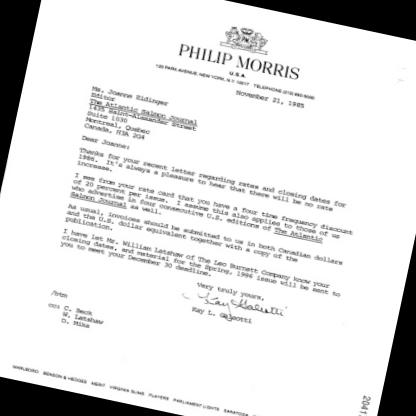 PM
PHILIP MORRIS
U.S.A.
120 PARK AVENUE, NEW YORK, N.Y. 10017 TELEPHONE (212) 880-5000
November 21, 1985
Ms. Joanne Eidinger
Editor
The Atlantic Salmon Journal
1435 Saint-Alexander Street
Suite 1030
Montreal, Quebec
Canada, H3A 2G4
Dear Joanne:
Thanks for your recent letter regarding rates and closing dates for
1986. It's always a pleasure to hear that there will be no rate
increase.
I see from your rate card that you have a four time frequency discount
of 20 percent per issue. I assume this also applies to those of us
who advertise in four consecutive U.S. editions of The Atlantic
Salmon Journal as well.
As usual, invoices should be submitted to us in both Canadian dollars
and the U.S. dollar equivalent together with a copy of the
publication.
I have let Mr. William Latshaw of The Leo Burnett Company know your
closing dates, and material for the Spring, 1986 issue will be sent to
you to meet your December 30 deadline.
Very truly yours,
Kay Galeotti
Kay L. Galeotti
/btm
cc: C. Beck
W. Latshaw
D. Mika
MARLBORO BENSON & HEDGES MERIT VIRGINIA SLIMS PLAYERS PARLIAMENT LIGHTS SARATOGA
2041